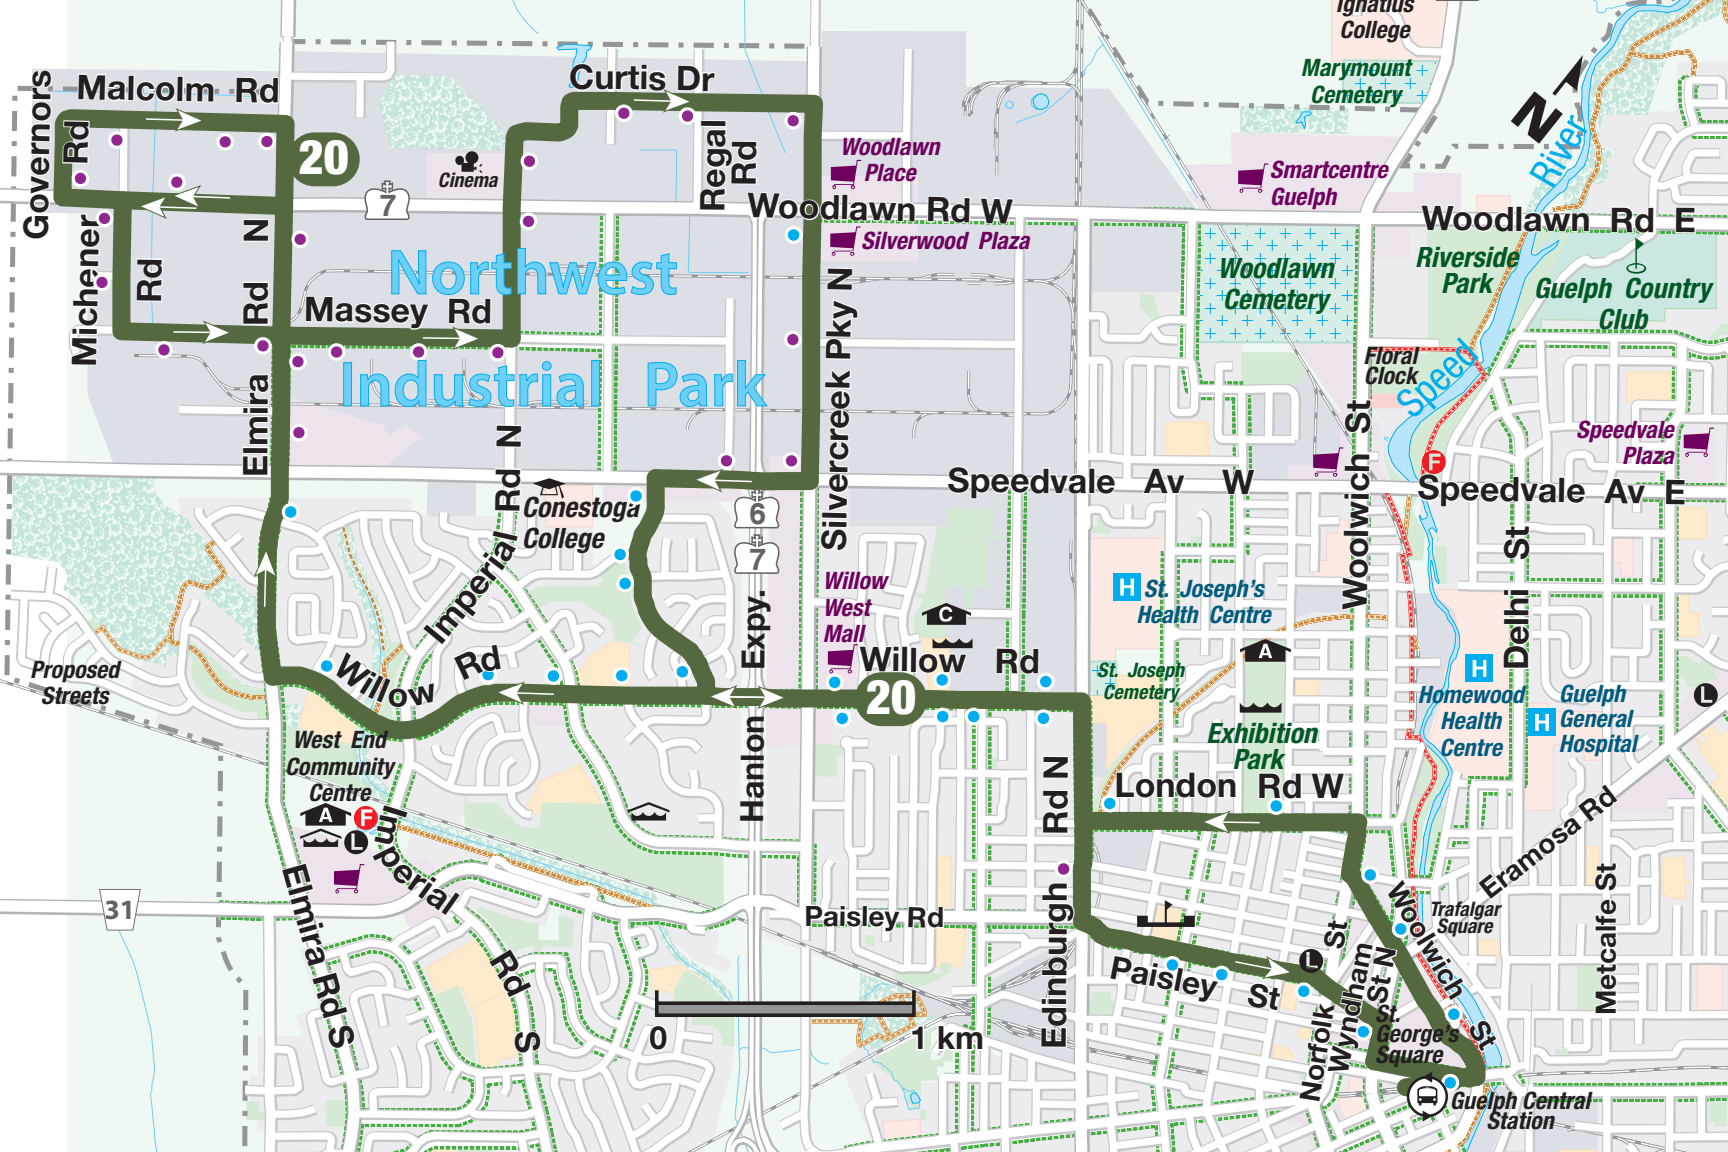 Ignatius
College
Marymount
Cemetery
N
River
Governors
Rd
Malcolm Rd
20
Curtis Dr
Regal
Rd
Cinema
7
Woodlawn
Place
Smartcentre
Guelph
Woodlawn Rd W
Woodlawn Rd E
Silverwood Plaza
Riverside
Park
Guelph Country
Club
Woodlawn
Cemetery
Michener
Rd
Elmira Rd N
Northwest
Massey Rd
Industrial Park
Silvercreek Pky N
Floral
Clock
Speed
Speedvale
Plaza
F
Imperial Rd N
Conestoga
College
6
7
Speedvale Av W
Speedvale Av E
Woolwich St
Delhi St
Willow
West
Mall
C
H
St. Joseph's
Health Centre
A
St. Joseph
Cemetery
Exhibition
Park
H
Homewood
Health
Centre
H
Guelph
General
Hospital
L
Proposed
Streets
Willow Rd
Willow Rd
20
Hanlon Expy.
West End
Community
Centre
A
F
L
London Rd W
Edinburgh Rd N
Eramosa Rd
Metcalfe St
31
Imperial Rd S
Elmira Rd S
Paisley Rd
Paisley St
L
Woolwich St
Trafalgar
Square
Norfolk St
Wyndham
St N
St.
George's
Square
0
1 km
Guelph Central
Station